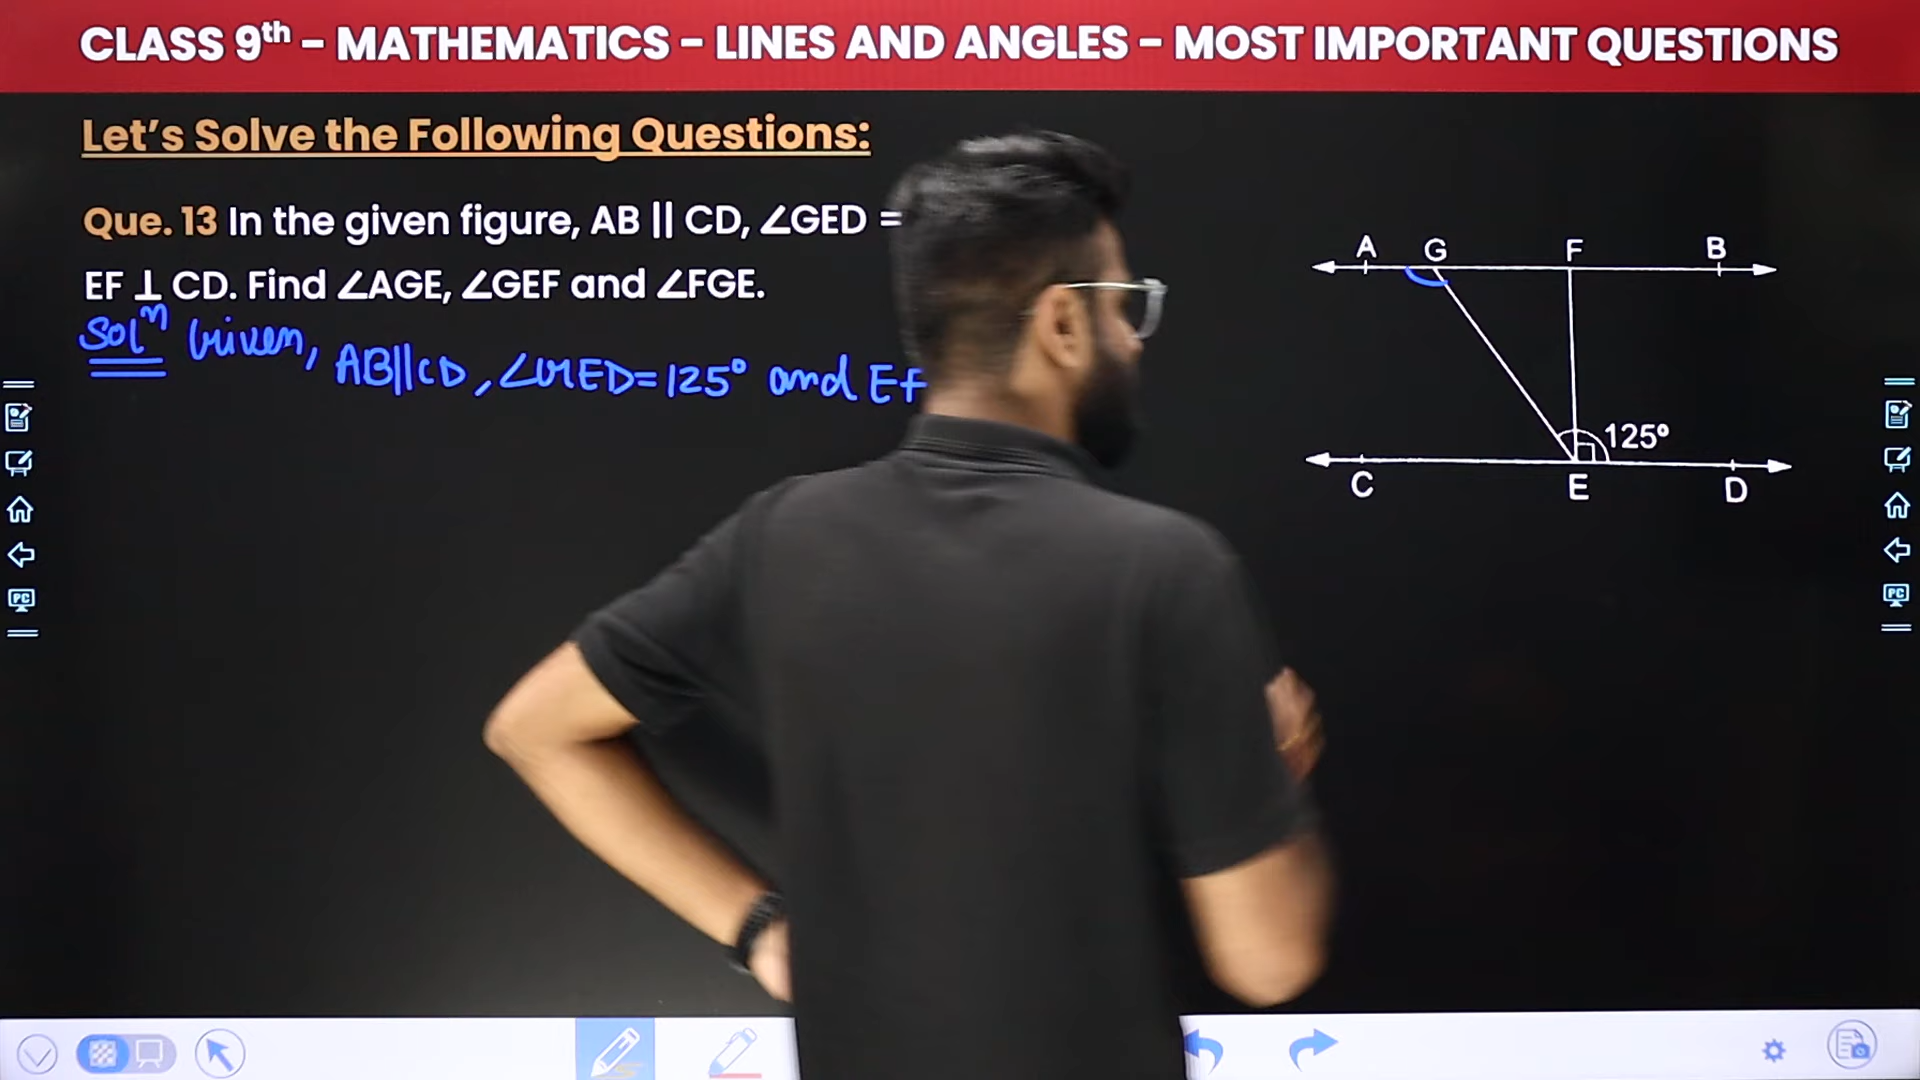 CLASS 9th - MATHEMATICS - LINES AND ANGLES - MOST IMPORTANT QUESTIONS
Let's Solve the Following Questions:
Que. 13 In the given figure, AB || CD, ∠GED =
EF ⊥ CD. Find ∠AGE, ∠GEF and ∠FGE.
Solⁿ Given, AB||CD, ∠GED = 125° and EF
A G F B
125°
C E D
PC
PC